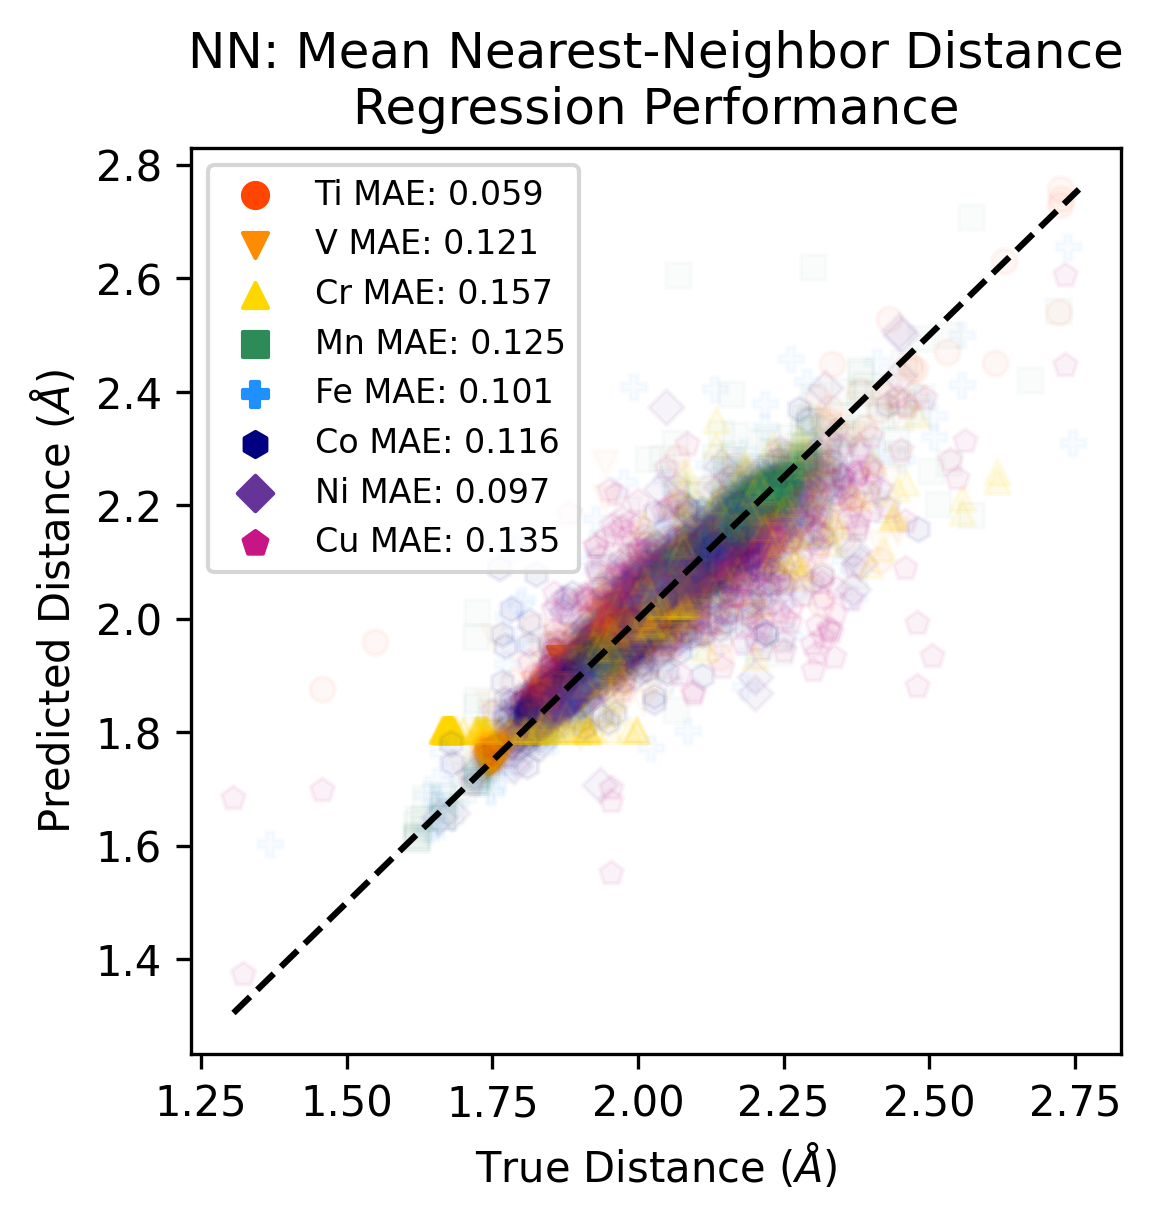 NN: Mean Nearest-Neighbor Distance
Regression Performance
2.8
2.6
2.4
2.2
2.0
1.8
1.6
1.4
Predicted Distance (Å)
Ti MAE: 0.059
V MAE: 0.121
Cr MAE: 0.157
Mn MAE: 0.125
Fe MAE: 0.101
Co MAE: 0.116
Ni MAE: 0.097
Cu MAE: 0.135
1.25 1.50 1.75 2.00 2.25 2.50 2.75
True Distance (Å)